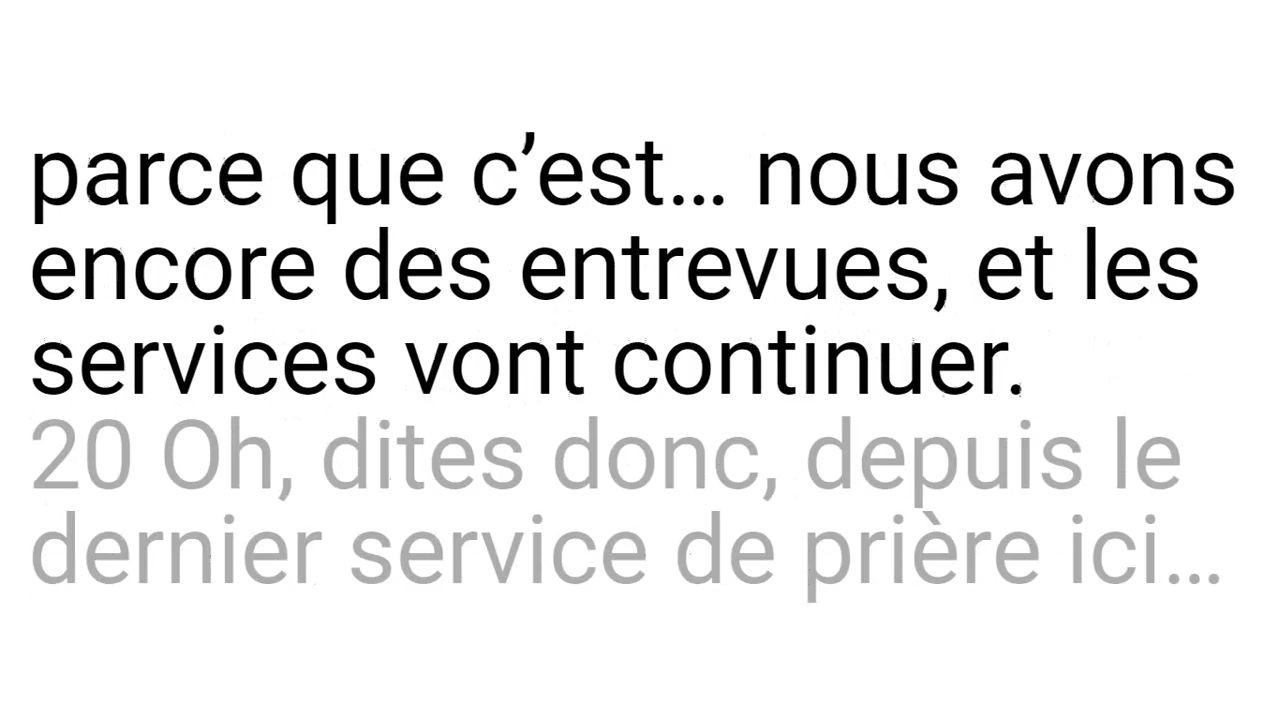 parce que c’est… nous avons
encore des entrevues, et les
services vont continuer.
20 Oh, dites donc, depuis le
dernier service de prière ici…